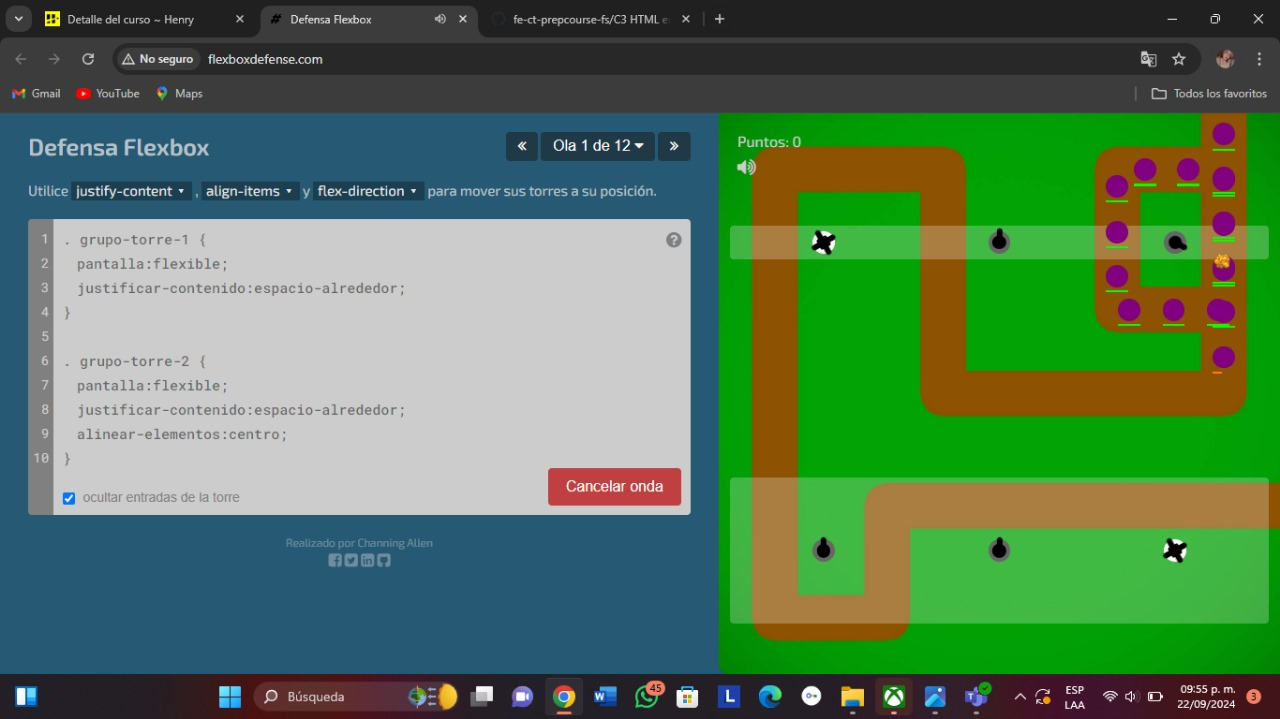 Detalle del curso ~ Henry
Defensa Flexbox
fe-ct-prepcourse-fs/C3 HTML e
No seguro
flexboxdefense.com
Gmail
YouTube
Maps
Todos los favoritos
Defensa Flexbox
Ola 1 de 12
Utilice justify-content , align-items y flex-direction para mover sus torres a su posición.
1 . grupo-torre-1 {
2 pantalla:flexible;
3 justificar-contenido:espacio-alrededor;
4 }
5
6 . grupo-torre-2 {
7 pantalla:flexible;
8 justificar-contenido:espacio-alrededor;
9 alinear-elementos:centro;
10 }
ocultar entradas de la torre
Cancelar onda
Realizado por Channing Allen
Puntos: 0
Búsqueda
45
ESP
LAA
09:55 p. m.
22/09/2024
3